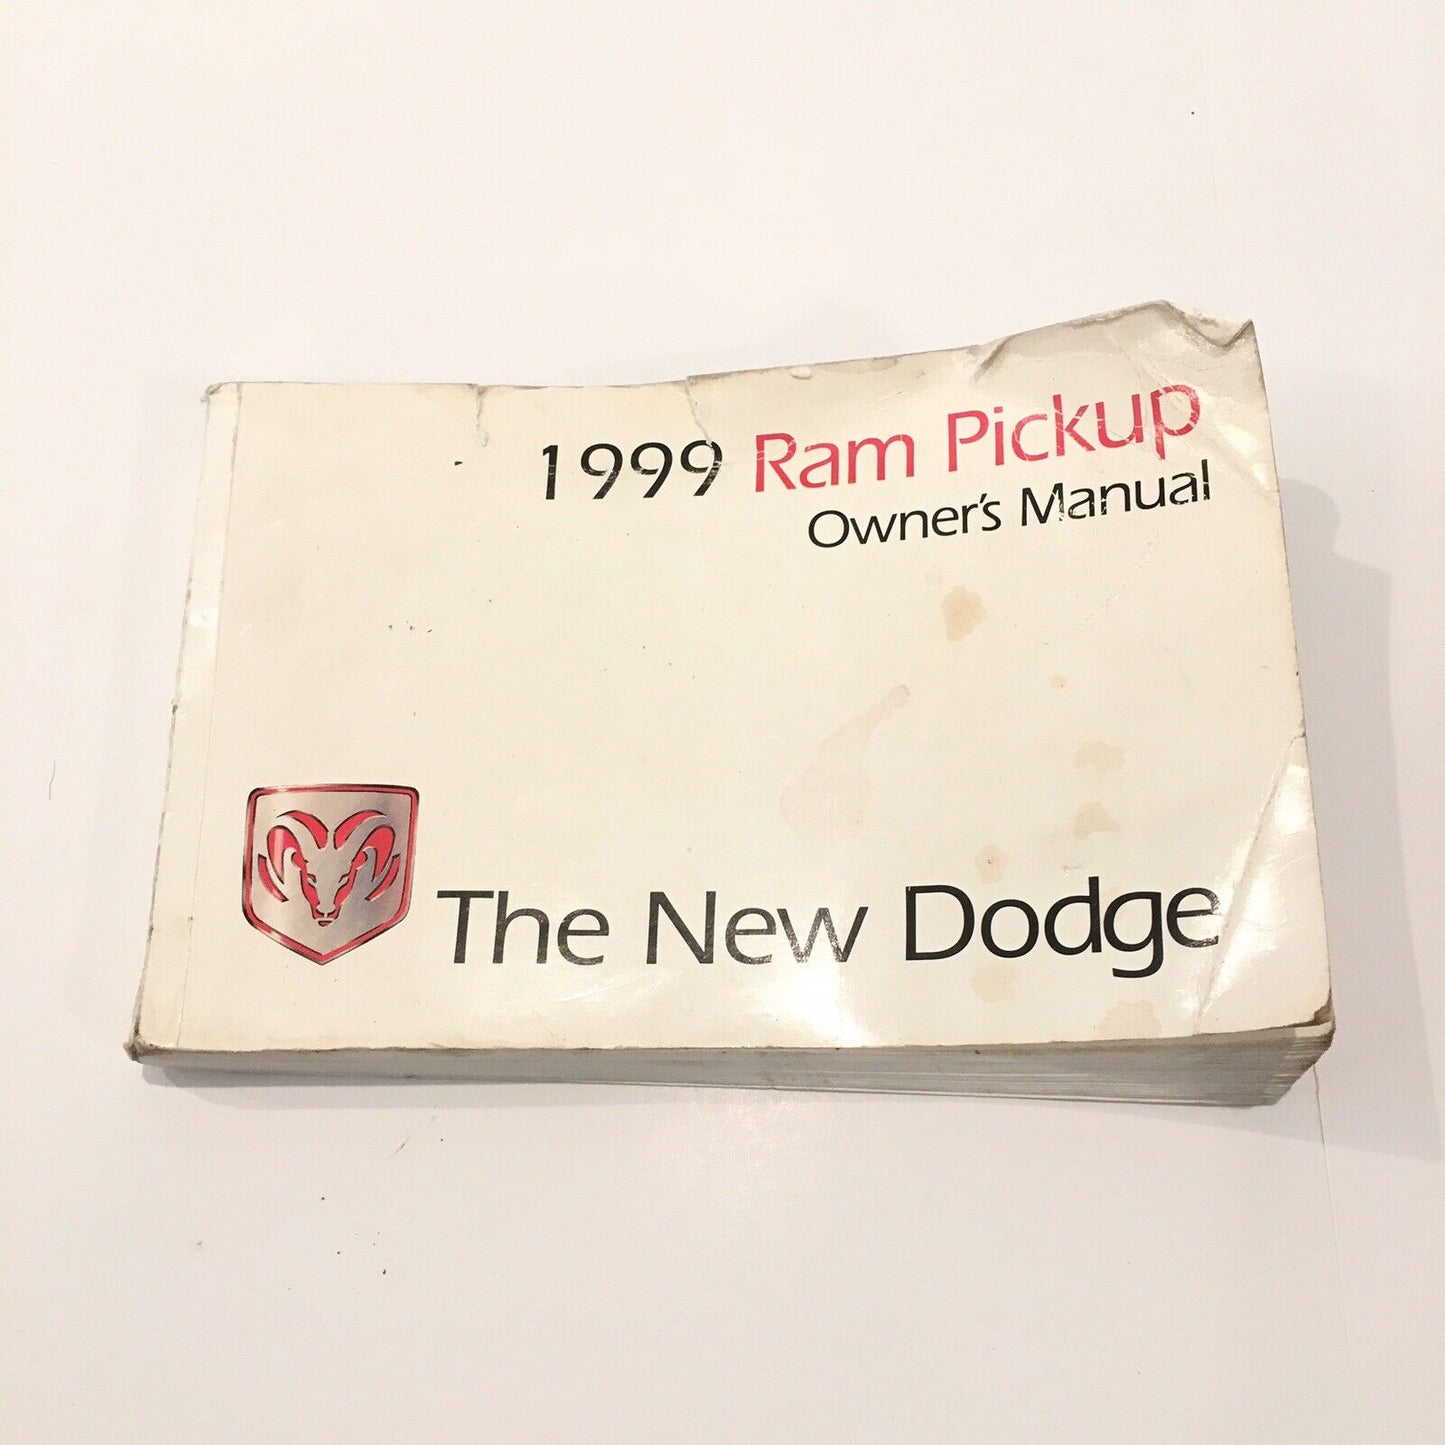 1999 Ram Pickup
Owner's Manual
The New Dodge